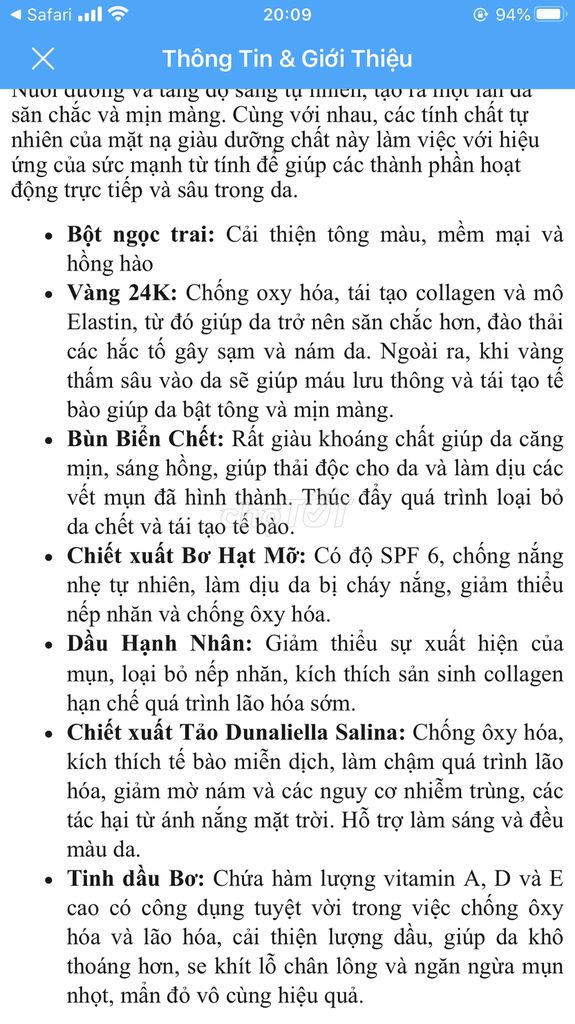 Safari 20:09 94%
Thông Tin & Giới Thiệu
Nuôi dưỡng và tăng độ sáng tự nhiên, tạo ra một làn da
săn chắc và mịn màng. Cùng với nhau, các tính chất tự
nhiên của mặt nạ giàu dưỡng chất này làm việc với hiệu
ứng của sức mạnh từ tính để giúp các thành phần hoạt
động trực tiếp và sâu trong da.
• Bột ngọc trai: Cải thiện tông màu, mềm mại và
hồng hào
• Vàng 24K: Chống oxy hóa, tái tạo collagen và mô
Elastin, từ đó giúp da trở nên săn chắc hơn, đào thải
các hắc tố gây sạm và nám da. Ngoài ra, khi vàng
thấm sâu vào da sẽ giúp máu lưu thông và tái tạo tế
bào giúp da bật tông và mịn màng.
• Bùn Biển Chết: Rất giàu khoáng chất giúp da căng
mịn, sáng hồng, giúp thải độc cho da và làm dịu các
vết mụn đã hình thành. Thúc đẩy quá trình loại bỏ
da chết và tái tạo tế bào.
chợTỐT
• Chiết xuất Bơ Hạt Mỡ: Có độ SPF 6, chống nắng
nhẹ tự nhiên, làm dịu da bị cháy nắng, giảm thiểu
nếp nhăn và chống ôxy hóa.
• Dầu Hạnh Nhân: Giảm thiểu sự xuất hiện của
mụn, loại bỏ nếp nhăn, kích thích sản sinh collagen
hạn chế quá trình lão hóa sớm.
• Chiết xuất Tảo Dunaliella Salina: Chống ôxy hóa,
kích thích tế bào miễn dịch, làm chậm quá trình lão
hóa, giảm mờ nám và các nguy cơ nhiễm trùng, các
tác hại từ ánh nắng mặt trời. Hỗ trợ làm sáng và đều
màu da.
• Tinh dầu Bơ: Chứa hàm lượng vitamin A, D và E
cao có công dụng tuyệt vời trong việc chống ôxy
hóa và lão hóa, cải thiện lượng dầu, giúp da khô
thoáng hơn, se khít lỗ chân lông và ngăn ngừa mụn
nhọt, mẩn đỏ vô cùng hiệu quả.